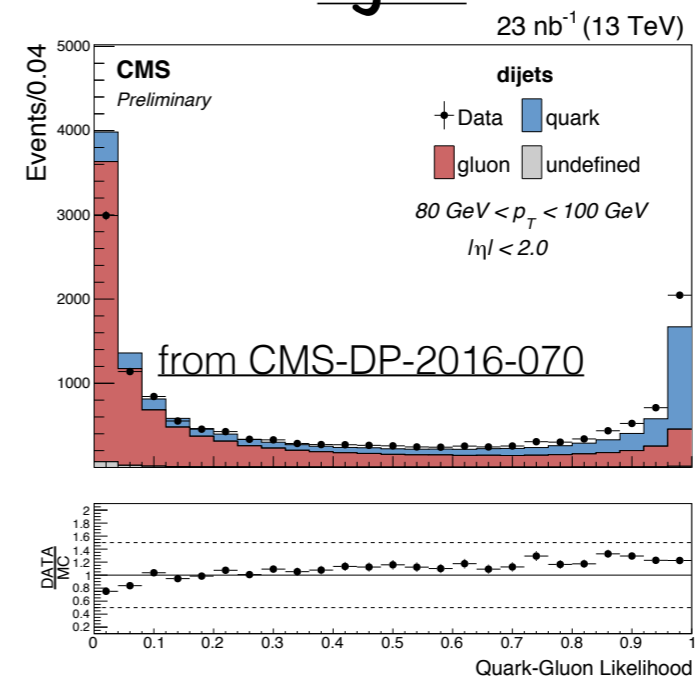 23 nb-1 (13 TeV)
CMS
Preliminary
dijets
Data
quark
gluon
undefined
80 GeV < pT < 100 GeV
|η| < 2.0
Events/0.04
5000
4000
3000
2000
1000
from CMS-DP-2016-070
DATA
MC
2
1.8
1.6
1.4
1.2
1
0.8
0.6
0.4
0.2
0 0.1 0.2 0.3 0.4 0.5 0.6 0.7 0.8 0.9 1
Quark-Gluon Likelihood